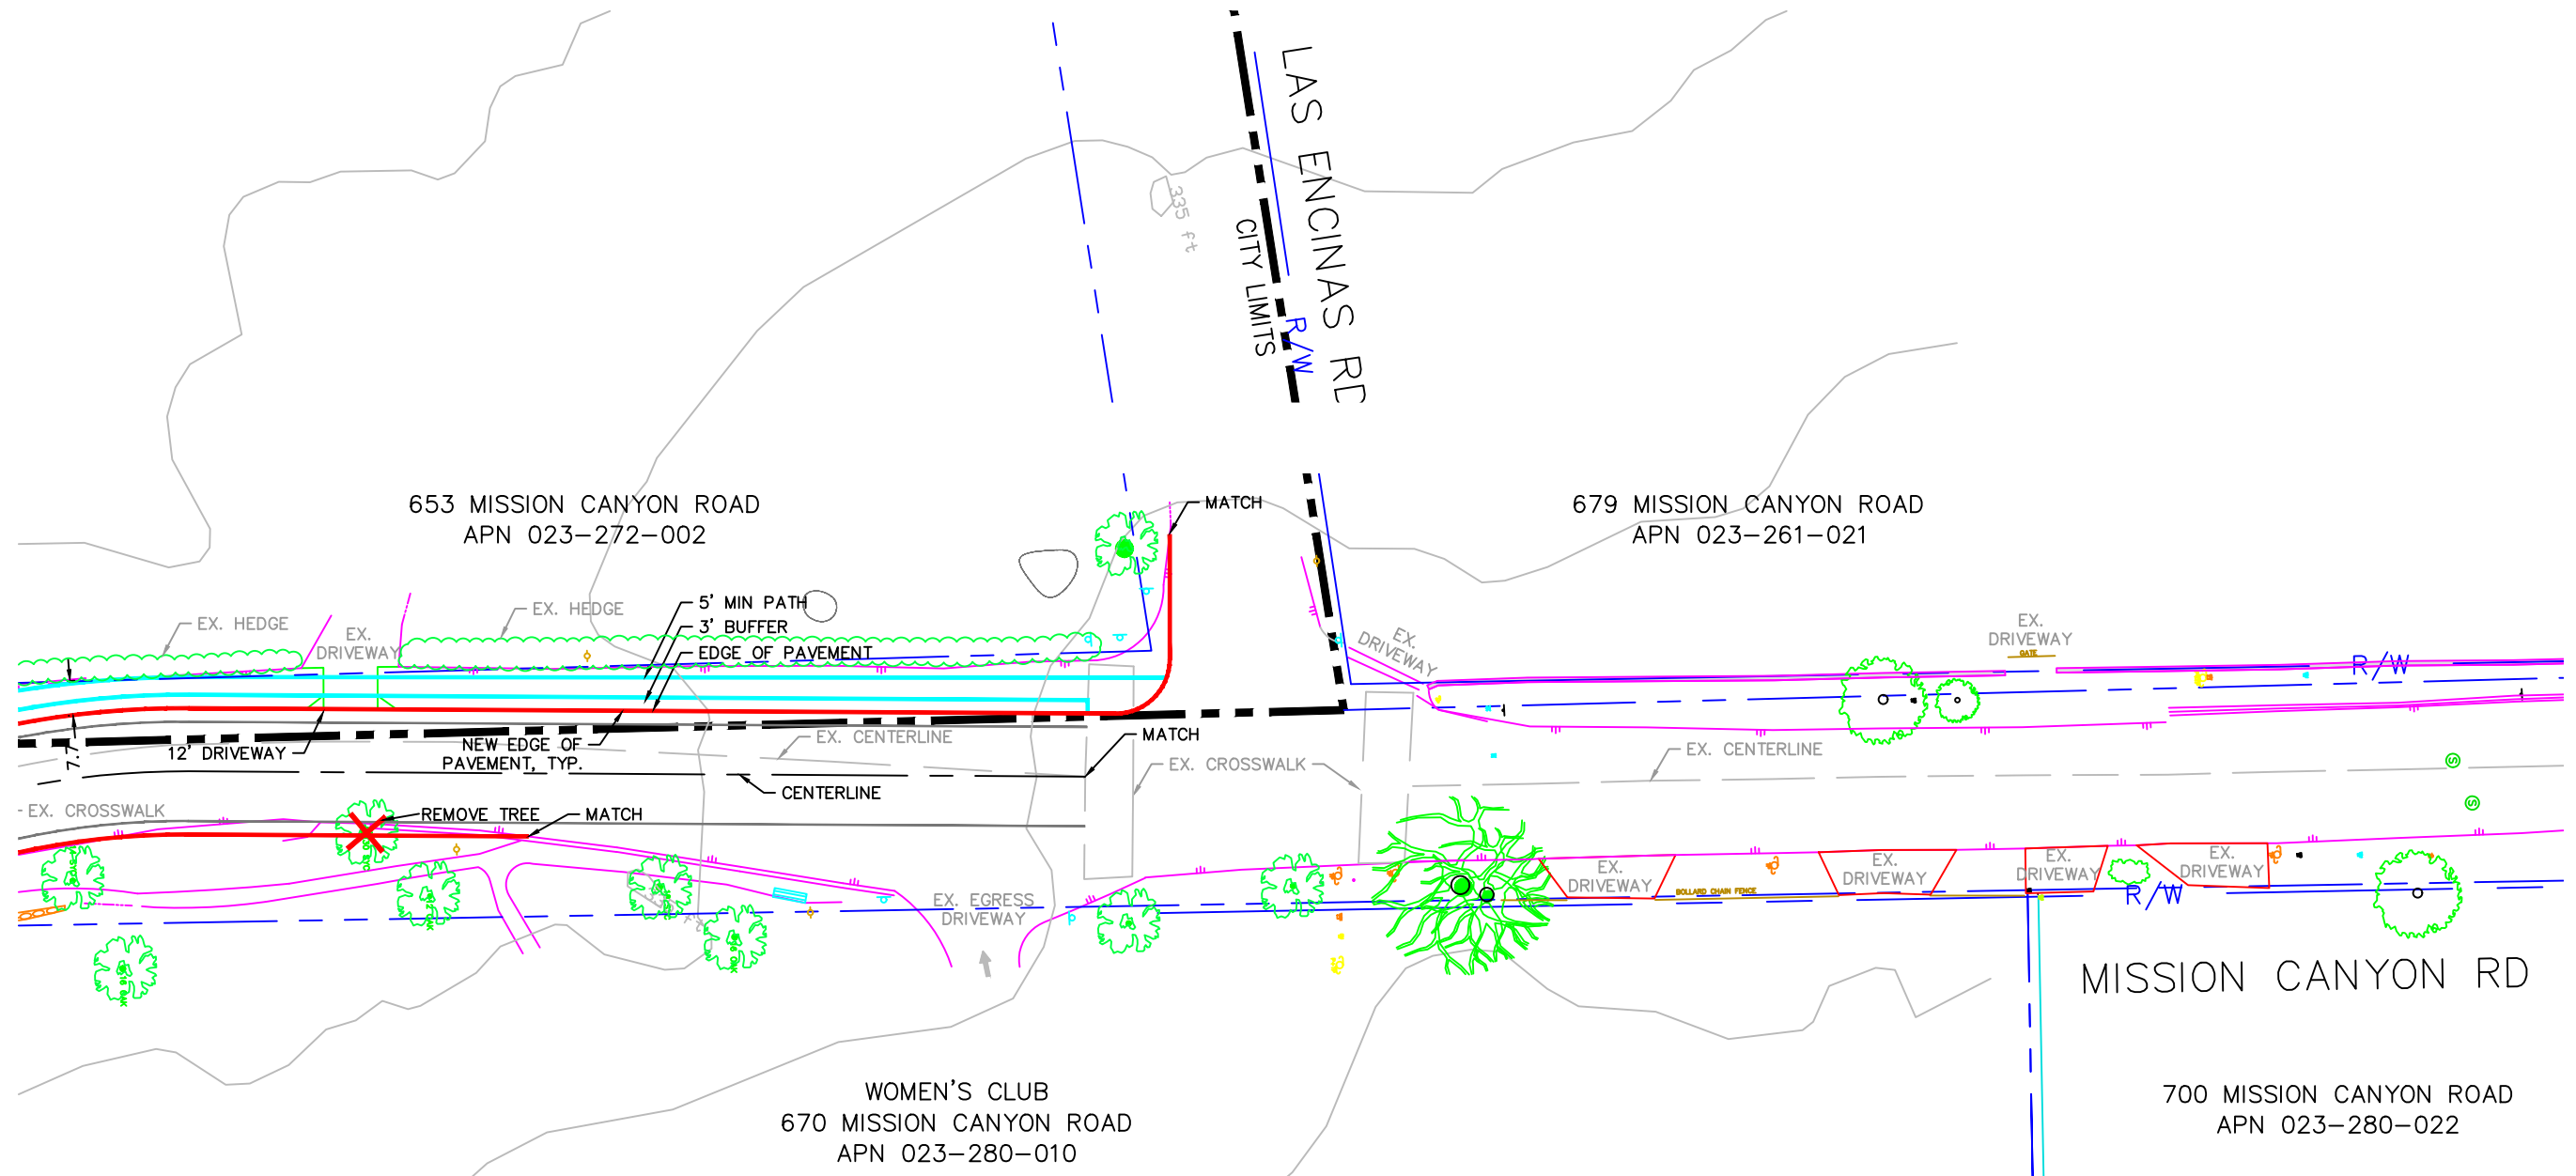 LAS ENCINAS RD
CITY LIMITS
R/W
335 ft
653 MISSION CANYON ROAD
APN 023-272-002
MATCH
679 MISSION CANYON ROAD
APN 023-261-021
EX. HEDGE
EX. HEDGE
EX.
DRIVEWAY
5' MIN PATH
3' BUFFER
EDGE OF PAVEMENT
EX.
DRIVEWAY
EX.
DRIVEWAY
GATE
R/W
12' DRIVEWAY
NEW EDGE OF
PAVEMENT, TYP.
EX. CENTERLINE
MATCH
EX. CENTERLINE
EX. CROSSWALK
CENTERLINE
EX. CROSSWALK
REMOVE TREE
MATCH
EX.
DRIVEWAY
EX.
DRIVEWAY
EX.
DRIVEWAY
EX.
DRIVEWAY
BOLLARD CHAIN FENCE
R/W
EX. EGRESS
DRIVEWAY
S
S
MISSION CANYON RD
WOMEN'S CLUB
670 MISSION CANYON ROAD
APN 023-280-010
700 MISSION CANYON ROAD
APN 023-280-022